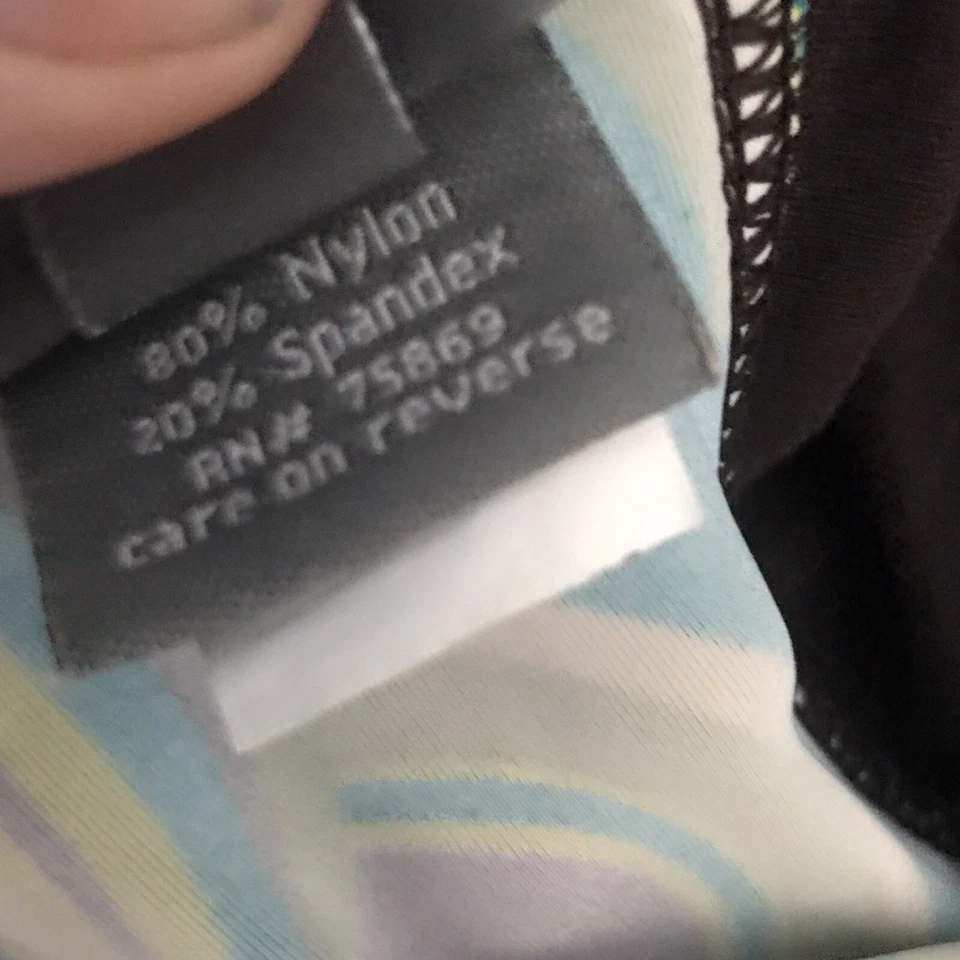 80% Nylon
20% Spandex
RN# 75869
care on reverse